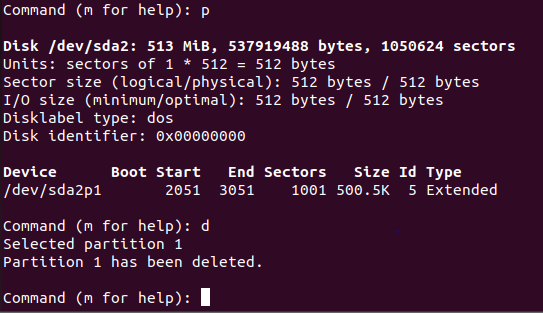 Command (m for help): p
Disk /dev/sda2: 513 MiB, 537919488 bytes, 1050624 sectors
Units: sectors of 1 * 512 = 512 bytes
Sector size (logical/physical): 512 bytes / 512 bytes
I/O size (minimum/optimal): 512 bytes / 512 bytes
Disklabel type: dos
Disk identifier: 0x00000000
Device      Boot Start   End Sectors   Size Id Type
/dev/sda2p1       2051  3051    1001 500.5K  5 Extended
Command (m for help): d
Selected partition 1
Partition 1 has been deleted.
Command (m for help):